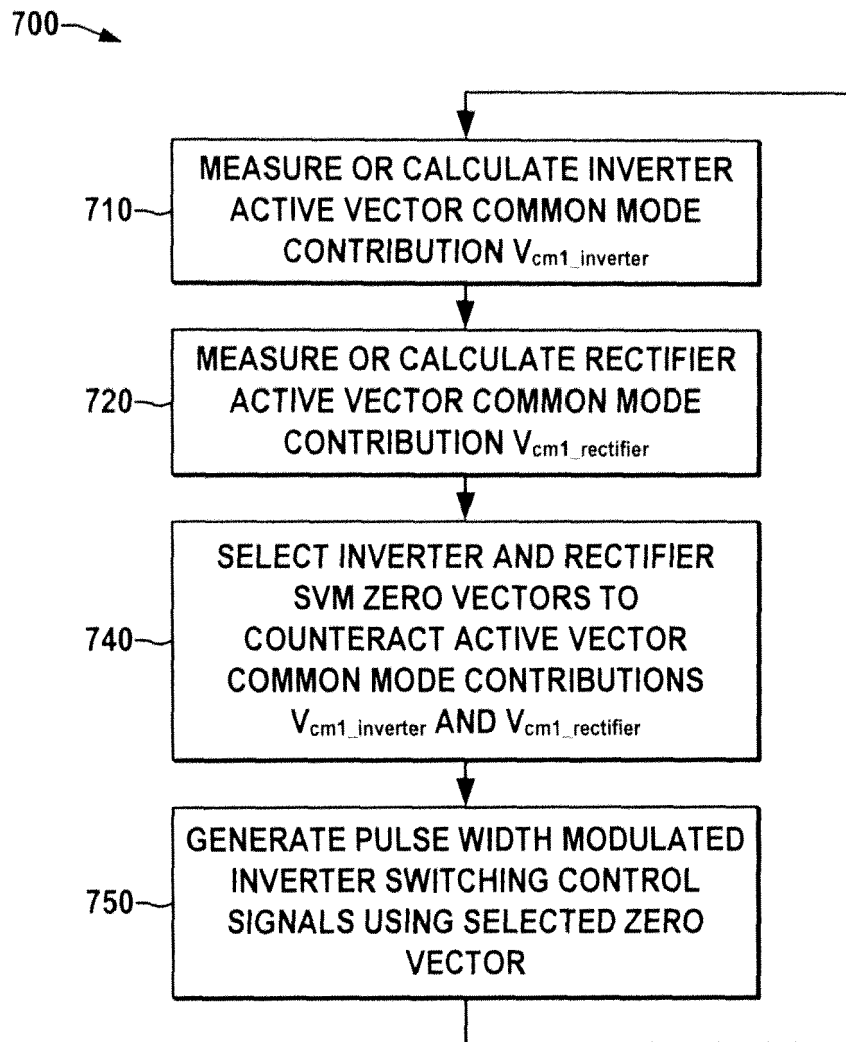 700
MEASURE OR CALCULATE INVERTER
ACTIVE VECTOR COMMON MODE
CONTRIBUTION Vcm1_inverter
710
MEASURE OR CALCULATE RECTIFIER
ACTIVE VECTOR COMMON MODE
CONTRIBUTION Vcm1_rectifier
720
SELECT INVERTER AND RECTIFIER
SVM ZERO VECTORS TO
COUNTERACT ACTIVE VECTOR
COMMON MODE CONTRIBUTIONS
Vcm1_inverter AND Vcm1_rectifier
740
GENERATE PULSE WIDTH MODULATED
INVERTER SWITCHING CONTROL
SIGNALS USING SELECTED ZERO
VECTOR
750